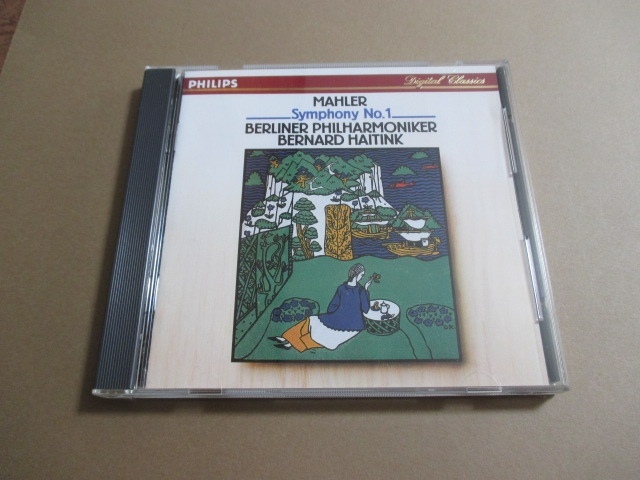 PHILIPS
Digital Classics
MAHLER
Symphony No.1
BERLINER PHILHARMONIKER
BERNARD HAITINK